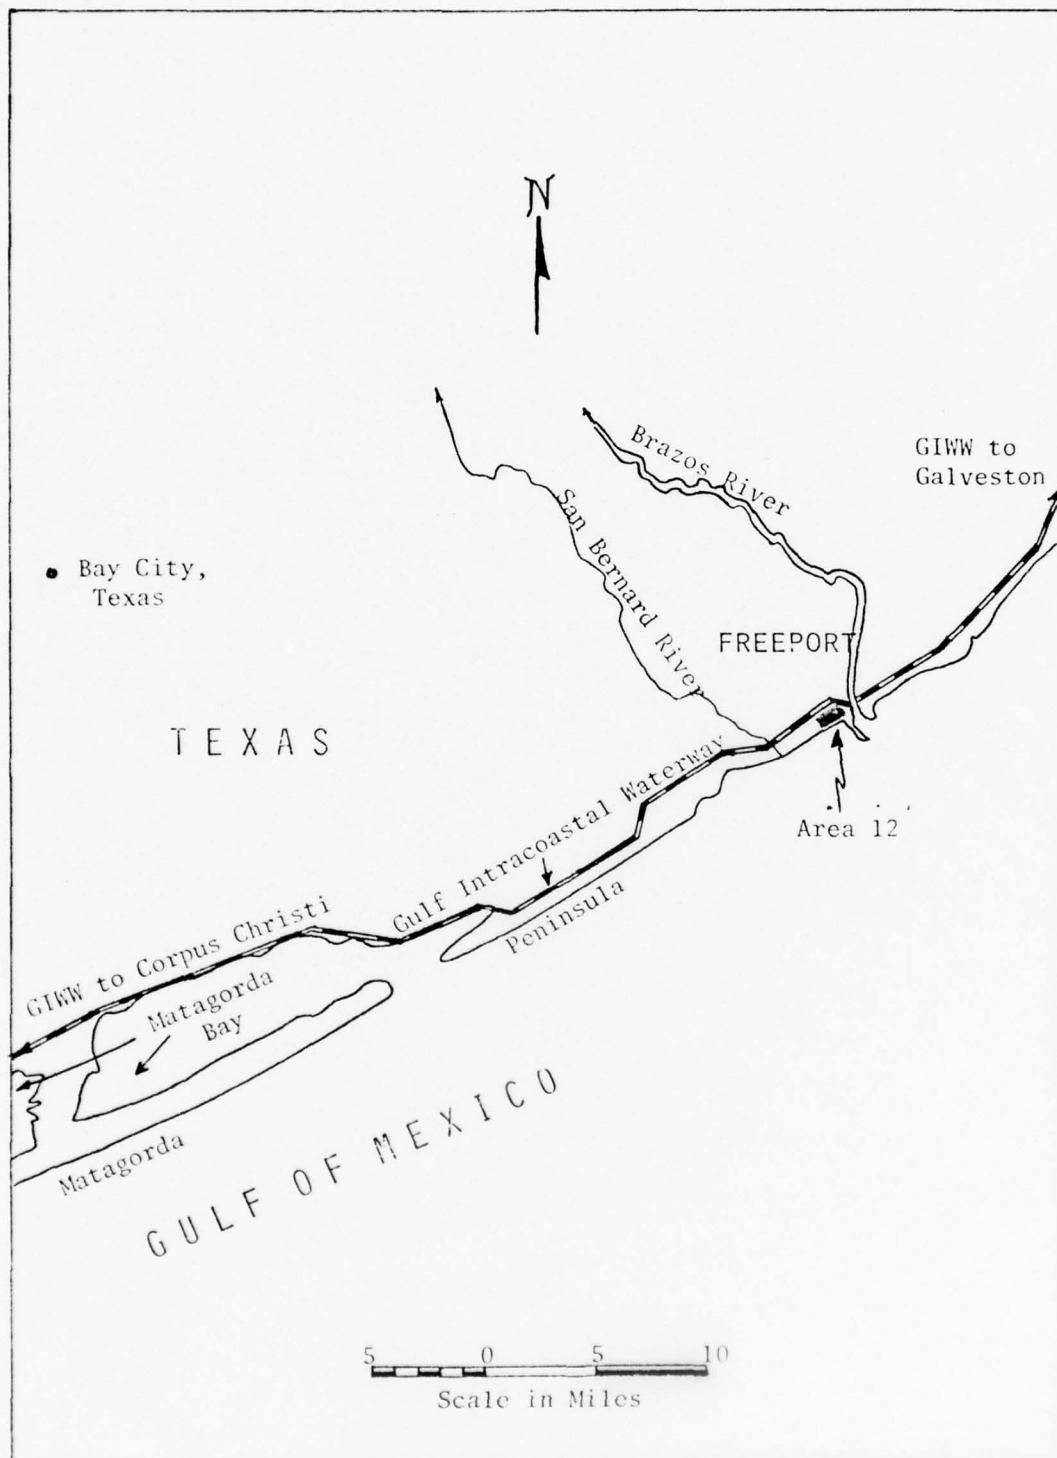 N
Brazos River
GIWW to
Galveston
San Bernard River
Bay City,
Texas
FREEPORT
TEXAS
Area 12
Gulf Intracoastal Waterway
Peninsula
GIWW to Corpus Christi
Matagorda
Bay
Matagorda
GULF OF MEXICO
5 0 5 10
Scale in Miles